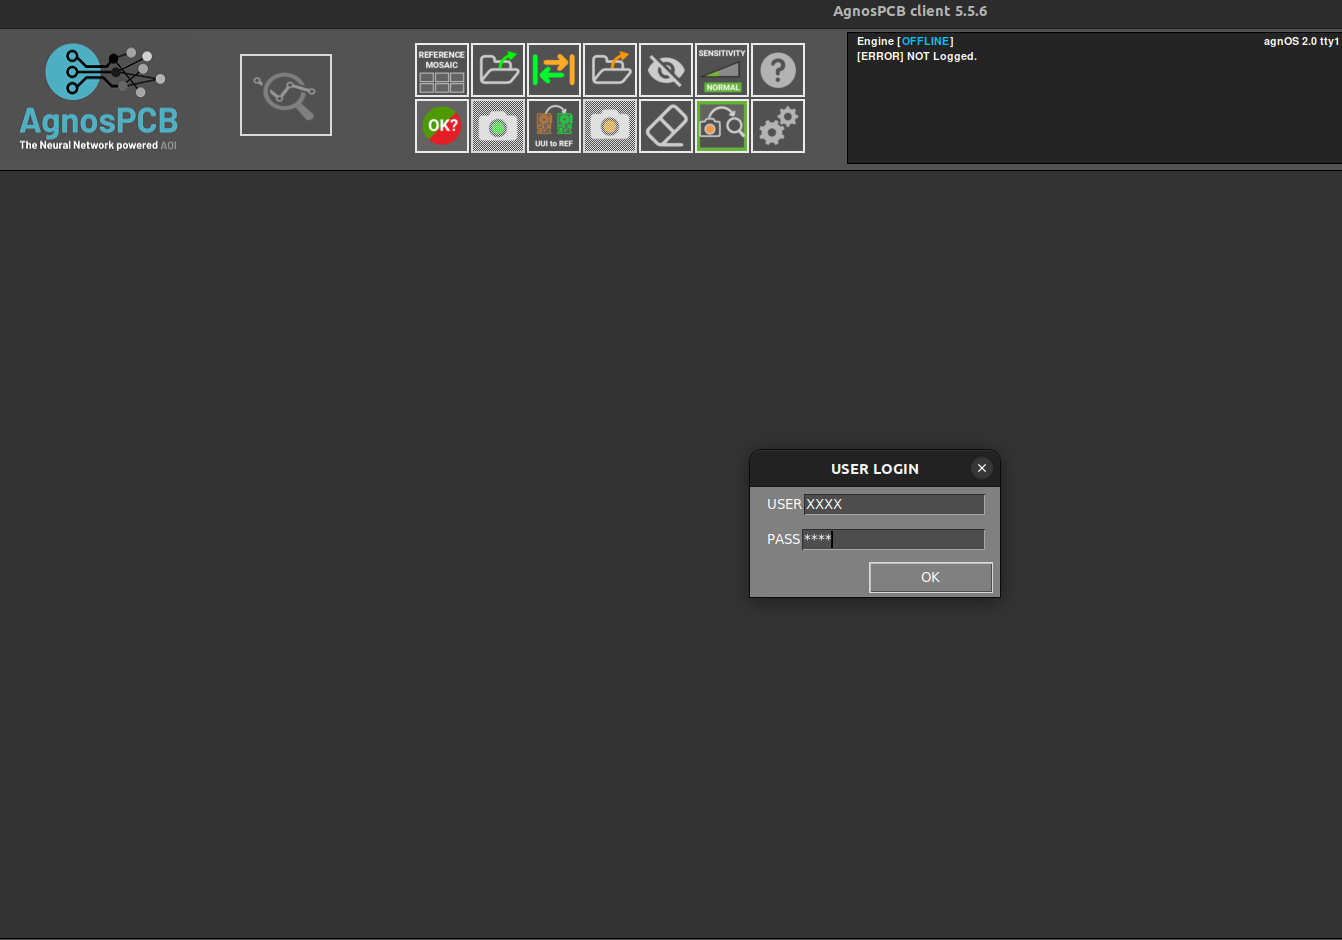 AgnosPCB client 5.5.6
AgnosPCB
The Neural Network powered AOI
REFERENCE
MOSAIC
SENSITIVITY
NORMAL
?
OK?
UUI to REF
Engine [OFFLINE]
agnOS 2.0 tty1
[ERROR] NOT Logged.
USER LOGIN
USER XXXX
PASS ****
OK